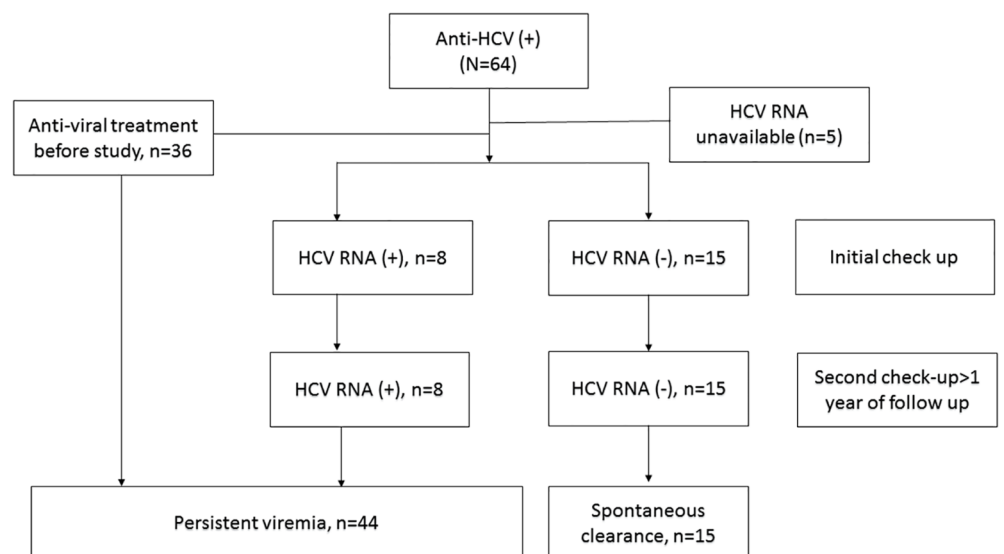 Anti-HCV (+)
(N=64)
Anti-viral treatment
before study, n=36
HCV RNA
unavailable (n=5)
HCV RNA (+), n=8
HCV RNA (-), n=15
Initial check up
HCV RNA (+), n=8
HCV RNA (-), n=15
Second check-up>1
year of follow up
Persistent viremia, n=44
Spontaneous
clearance, n=15